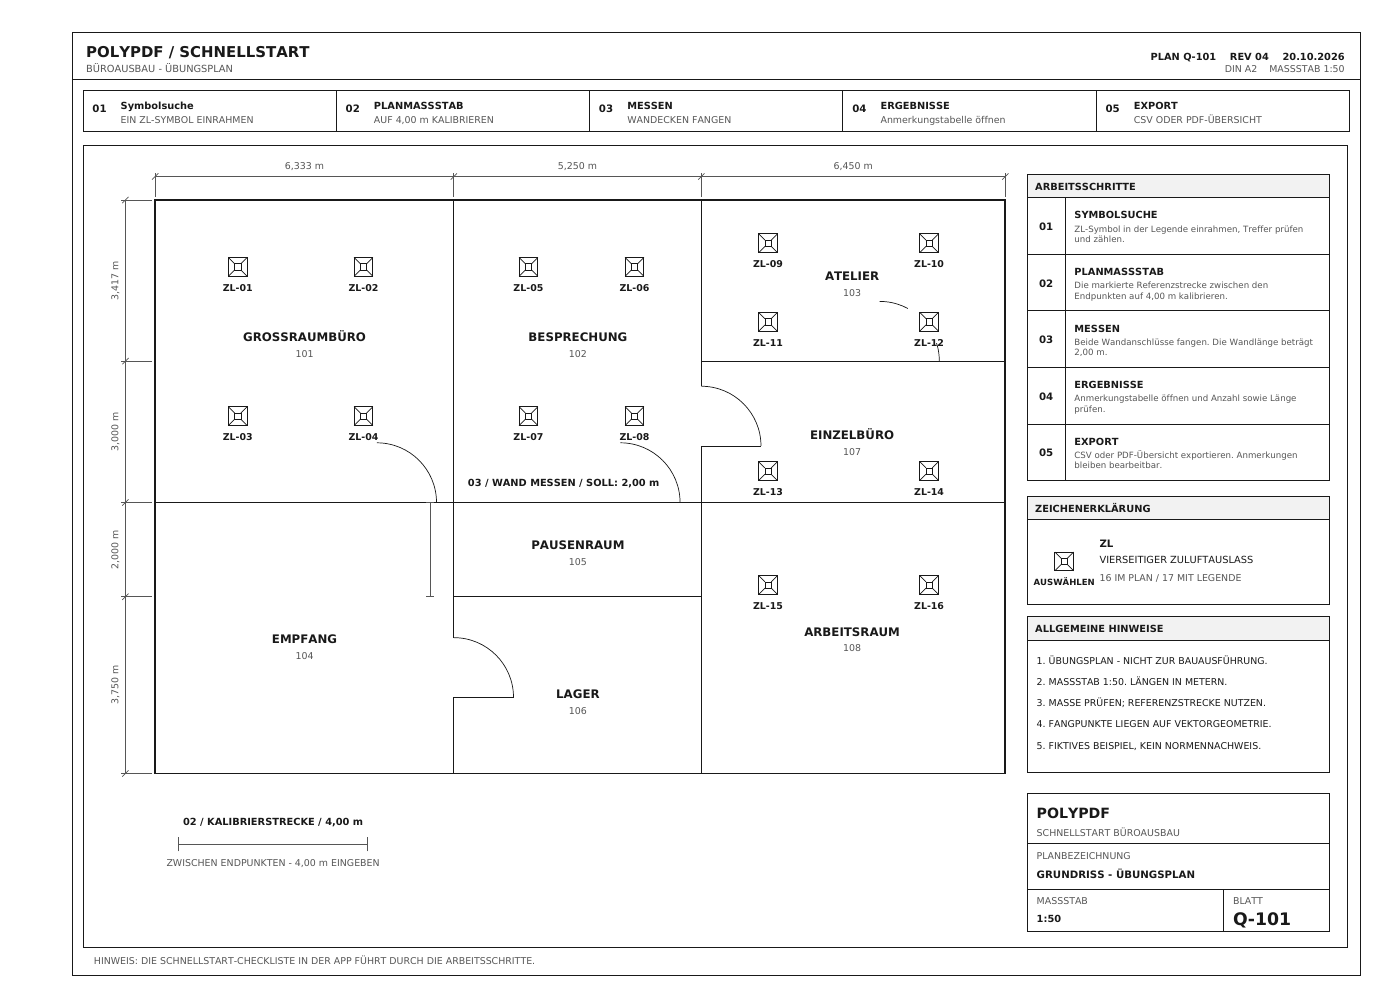 POLYPDF / SCHNELLSTART
BÜROAUSBAU - ÜBUNGSPLAN
PLAN Q-101 REV 04 20.10.2026
DIN A2 MASSSTAB 1:50
01 Symbolsuche
EIN ZL-SYMBOL EINRAHMEN
02 PLANMASSSTAB
AUF 4,00 m KALIBRIEREN
03 MESSEN
WANDECKEN FANGEN
04 ERGEBNISSE
Anmerkungstabelle öffnen
05 EXPORT
CSV ODER PDF-ÜBERSICHT
6,333 m
5,250 m
6,450 m
3,417 m
3,000 m
2,000 m
3,750 m
ZL-01
ZL-02
GROSSRAUMBÜRO
101
ZL-03
ZL-04
ZL-05
ZL-06
BESPRECHUNG
102
ZL-07
ZL-08
03 / WAND MESSEN / SOLL: 2,00 m
ZL-09
ZL-10
ATELIER
103
ZL-11
ZL-12
EINZELBÜRO
107
ZL-13
ZL-14
PAUSENRAUM
105
EMPFANG
104
LAGER
106
ZL-15
ZL-16
ARBEITSRAUM
108
02 / KALIBRIERSTRECKE / 4,00 m
ZWISCHEN ENDPUNKTEN - 4,00 m EINGEBEN
ARBEITSSCHRITTE
01
SYMBOLSUCHE
ZL-Symbol in der Legende einrahmen, Treffer prüfen
und zählen.
02
PLANMASSSTAB
Die markierte Referenzstrecke zwischen den
Endpunkten auf 4,00 m kalibrieren.
03
MESSEN
Beide Wandanschlüsse fangen. Die Wandlänge beträgt
2,00 m.
04
ERGEBNISSE
Anmerkungstabelle öffnen und Anzahl sowie Länge
prüfen.
05
EXPORT
CSV oder PDF-Übersicht exportieren. Anmerkungen
bleiben bearbeitbar.
ZEICHENERKLÄRUNG
ZL
VIERSEITIGER ZULUFTAUSLASS
16 IM PLAN / 17 MIT LEGENDE
AUSWÄHLEN
ALLGEMEINE HINWEISE
1. ÜBUNGSPLAN - NICHT ZUR BAUAUSFÜHRUNG.
2. MASSSTAB 1:50. LÄNGEN IN METERN.
3. MASSE PRÜFEN; REFERENZSTRECKE NUTZEN.
4. FANGPUNKTE LIEGEN AUF VEKTORGEOMETRIE.
5. FIKTIVES BEISPIEL, KEIN NORMENNACHWEIS.
POLYPDF
SCHNELLSTART BÜROAUSBAU
PLANBEZEICHNUNG
GRUNDRISS - ÜBUNGSPLAN
MASSSTAB
1:50
BLATT
Q-101
HINWEIS: DIE SCHNELLSTART-CHECKLISTE IN DER APP FÜHRT DURCH DIE ARBEITSSCHRITTE.